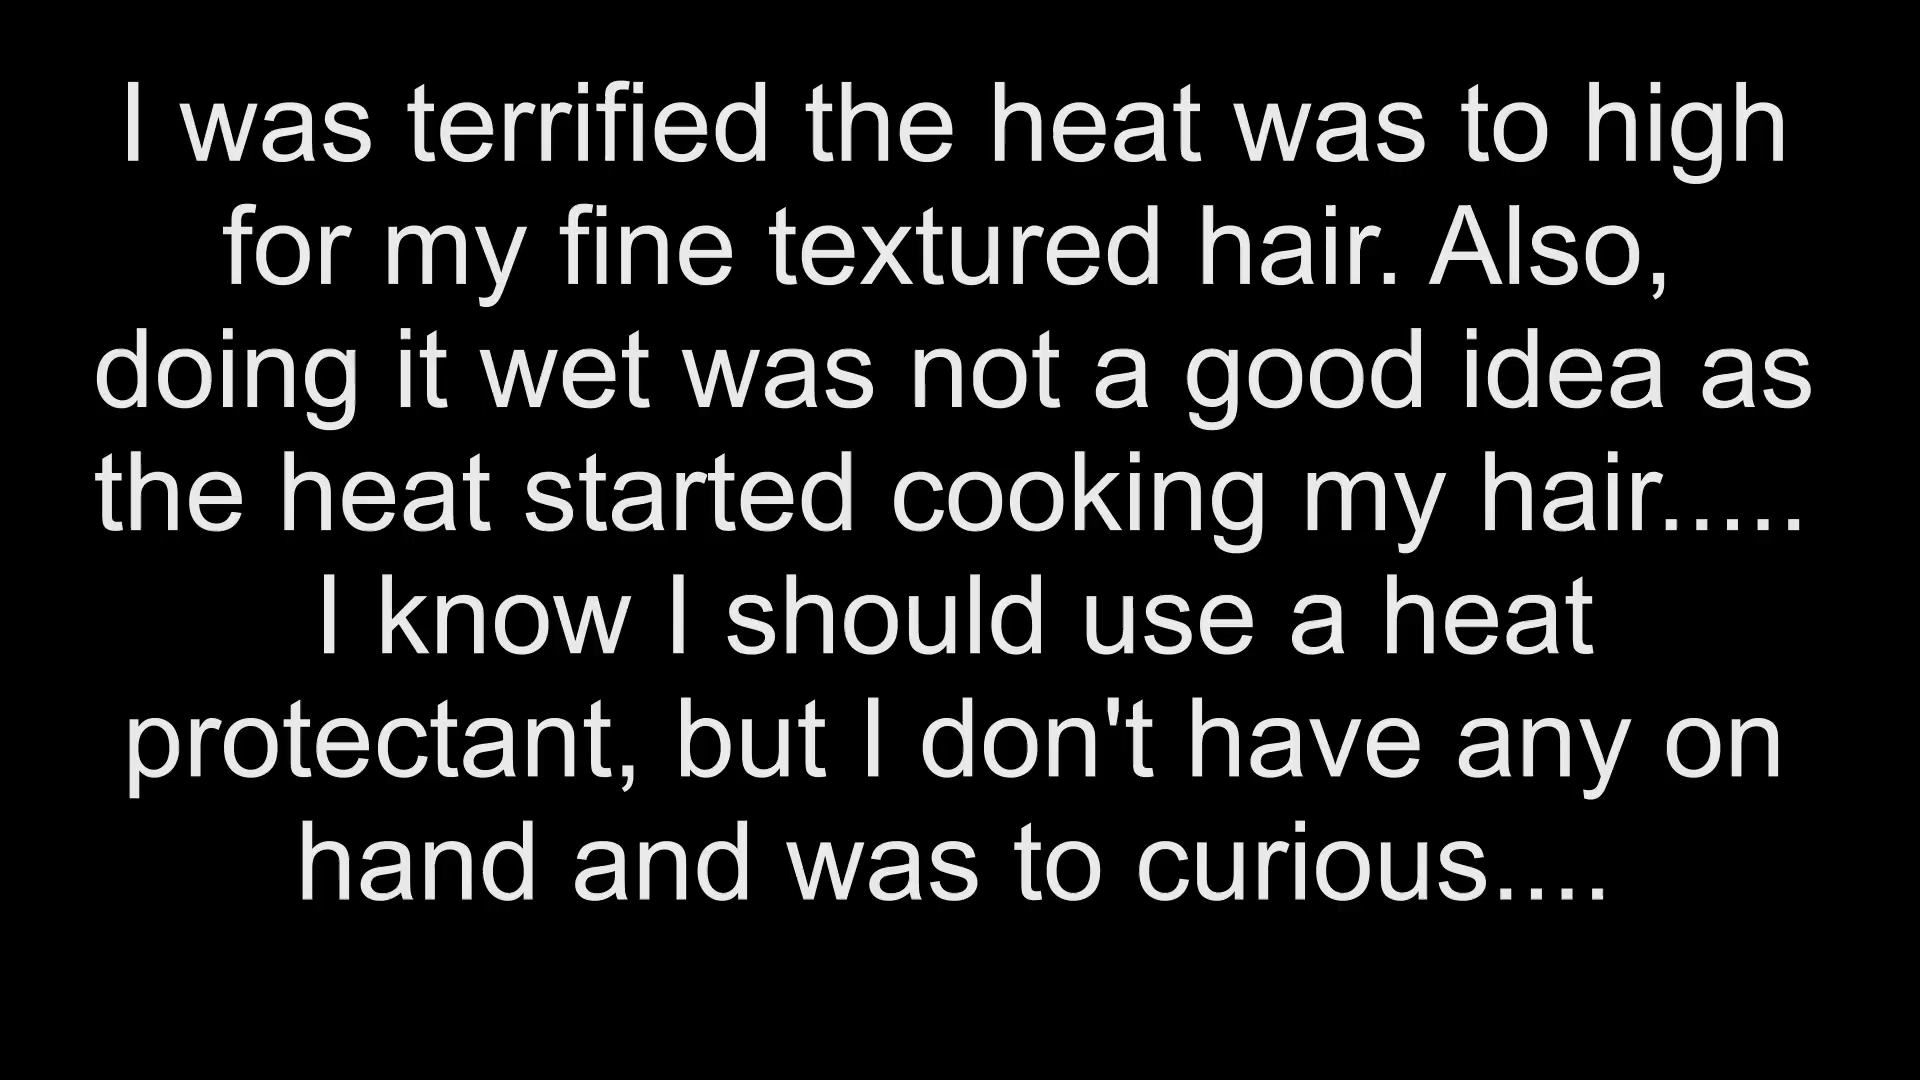 I was terrified the heat was to high
for my fine textured hair. Also,
doing it wet was not a good idea as
the heat started cooking my hair.....
I know I should use a heat
protectant, but I don't have any on
hand and was to curious....